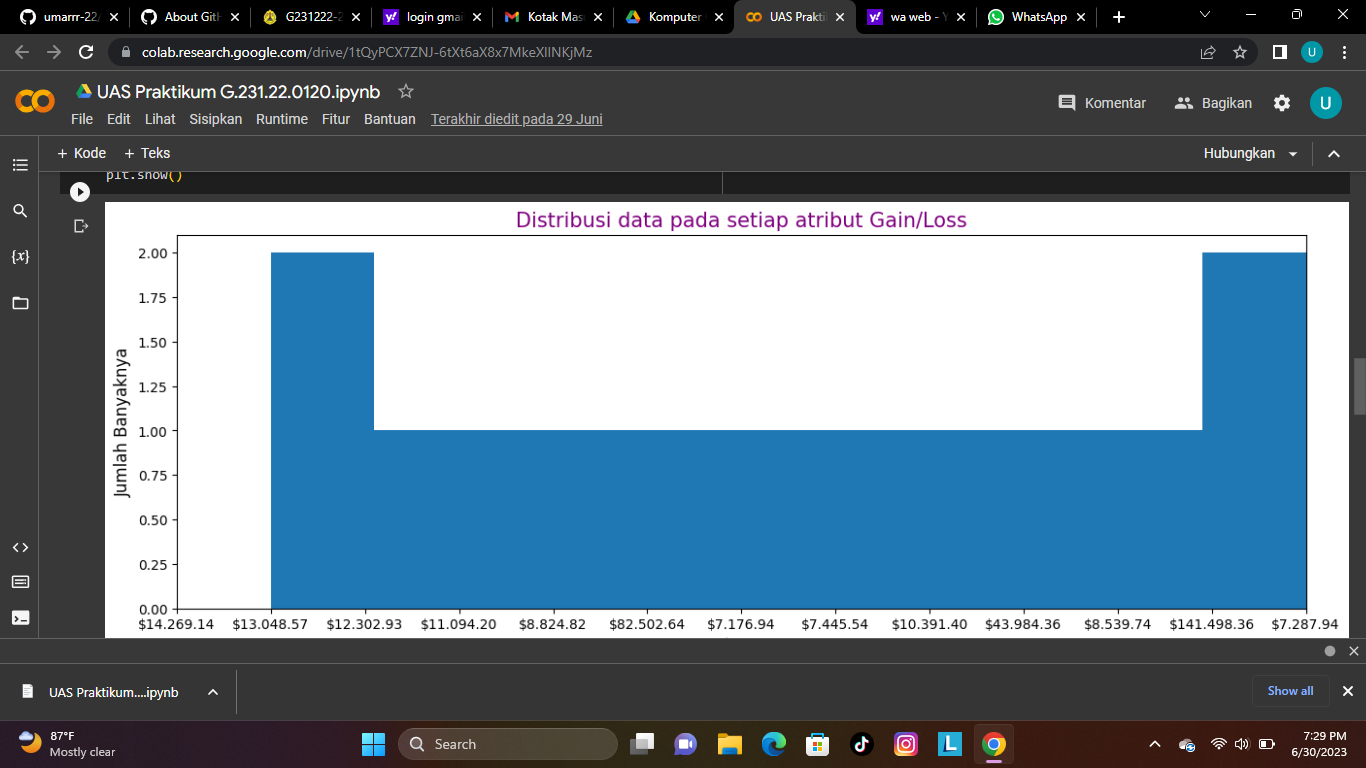 umarrr-22/
About GitH
G231222-2
login gmai
Kotak Mas
Komputer
UAS Prakti
wa web - Y
WhatsApp
colab.research.google.com/drive/1tQyPCX7ZNJ-6tXt6aX8x7MkeXIINKjMz
U
UAS Praktikum G.231.22.0120.ipynb
Komentar
Bagikan
U
File Edit Lihat Sisipkan Runtime Fitur Bantuan Terakhir diedit pada 29 Juni
+ Kode + Teks
Hubungkan
plt.show()
{x}
Distribusi data pada setiap atribut Gain/Loss
Jumlah Banyaknya
2.00
1.75
1.50
1.25
1.00
0.75
0.50
0.25
0.00
$14.269.14 $13.048.57 $12.302.93 $11.094.20 $8.824.82 $82.502.64 $7.176.94 $7.445.54 $10.391.40 $43.984.36 $8.539.74 $141.498.36 $7.287.94
UAS Praktikum....ipynb
Show all
87°F
Mostly clear
Search
7:29 PM
6/30/2023